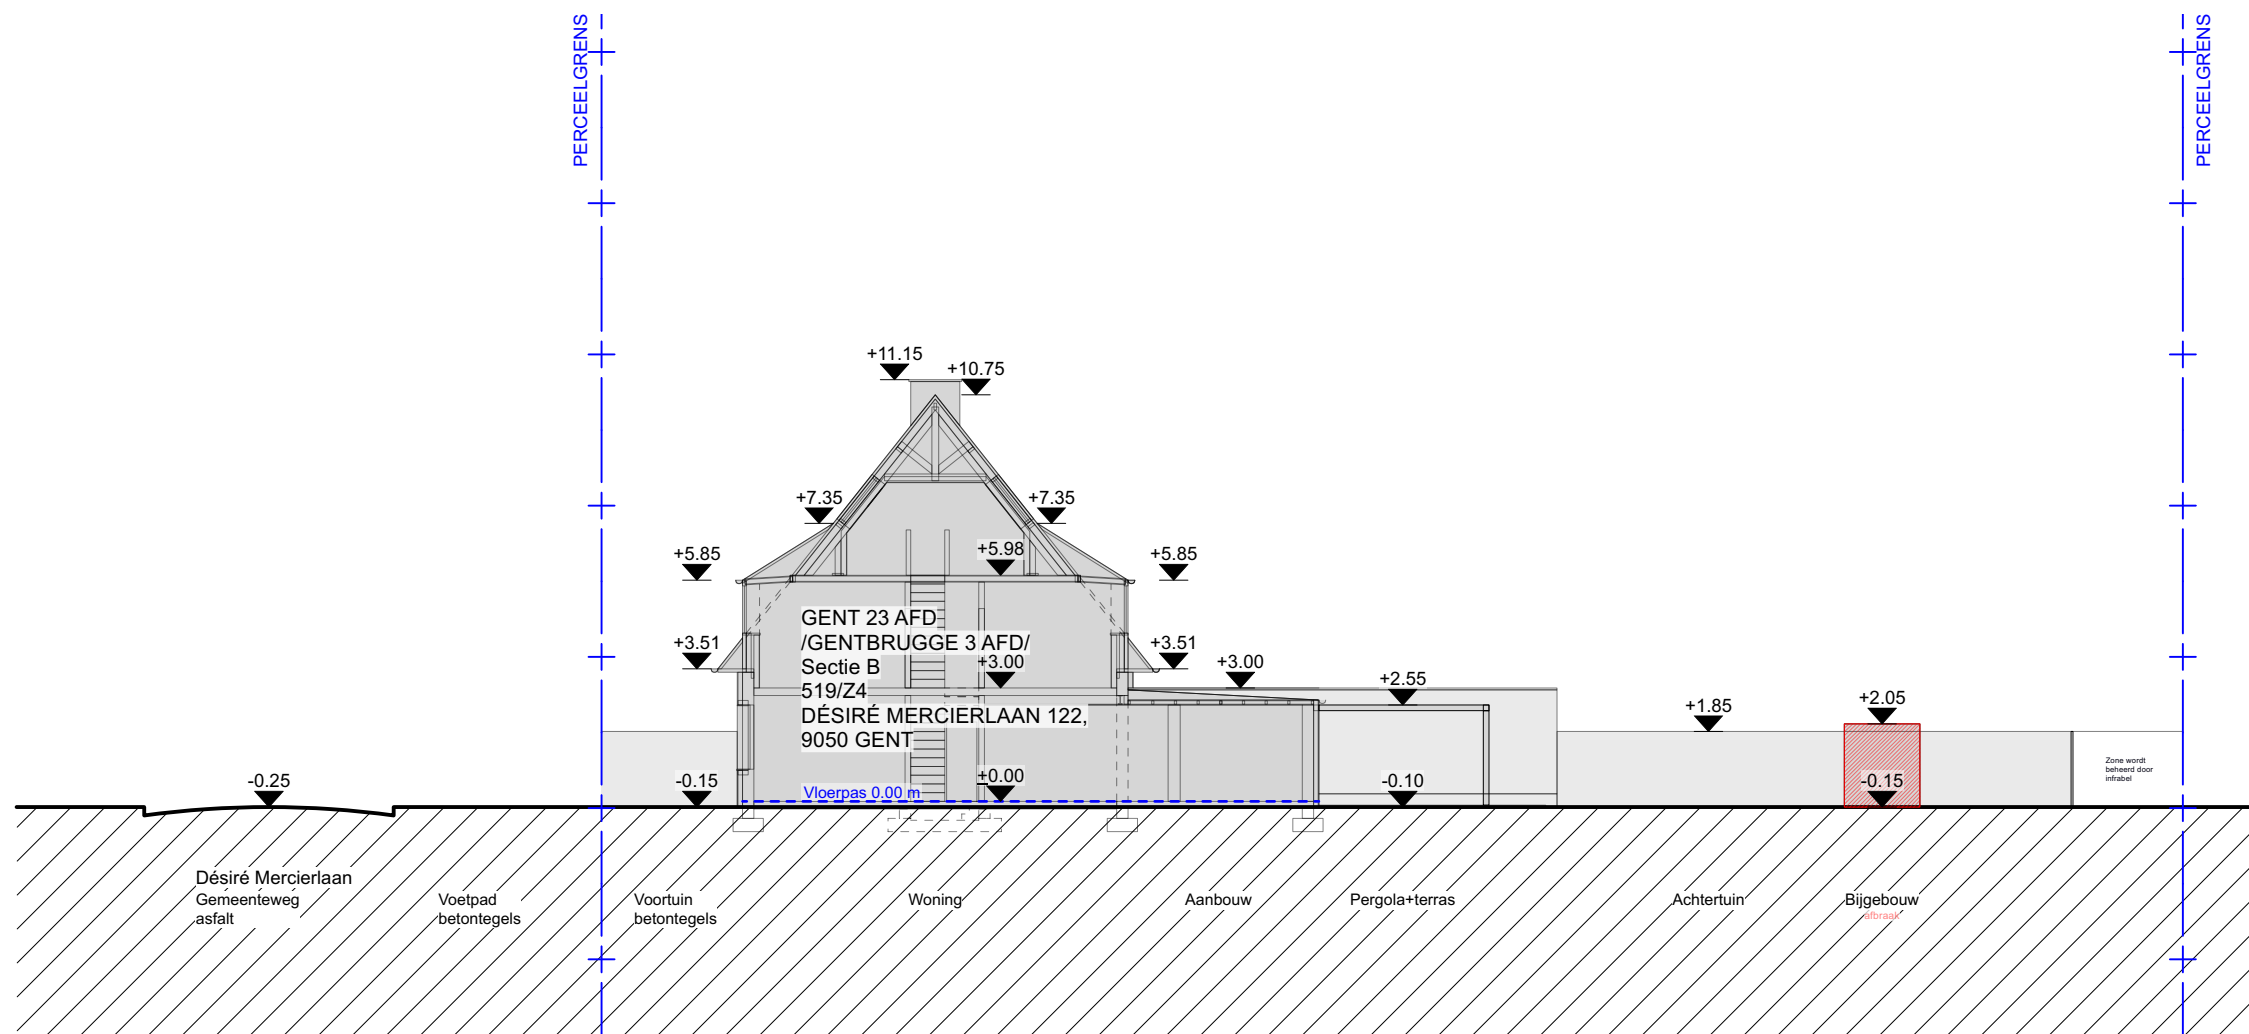 PERCEELGRENS
PERCEELGRENS
+11.15
+10.75
+7.35
+7.35
+5.85
+5.98
+5.85
GENT 23 AFD
/GENTBRUGGE 3 AFD/
Sectie B
519/Z4
DÉSIRÉ MERCIERLAAN 122,
9050 GENT
+3.51
+3.00
+3.51
+3.00
+2.55
+1.85
+2.05
Zone wordt
beheerd door
infrabel
-0.25
-0.15
Vloerpas 0.00 m
+0.00
-0.10
-0.15
Désiré Mercierlaan
Gemeenteweg
asfalt
Voetpad
betontegels
Voortuin
betontegels
Woning
Aanbouw
Pergola+terras
Achtertuin
Bijgebouw
afbraak